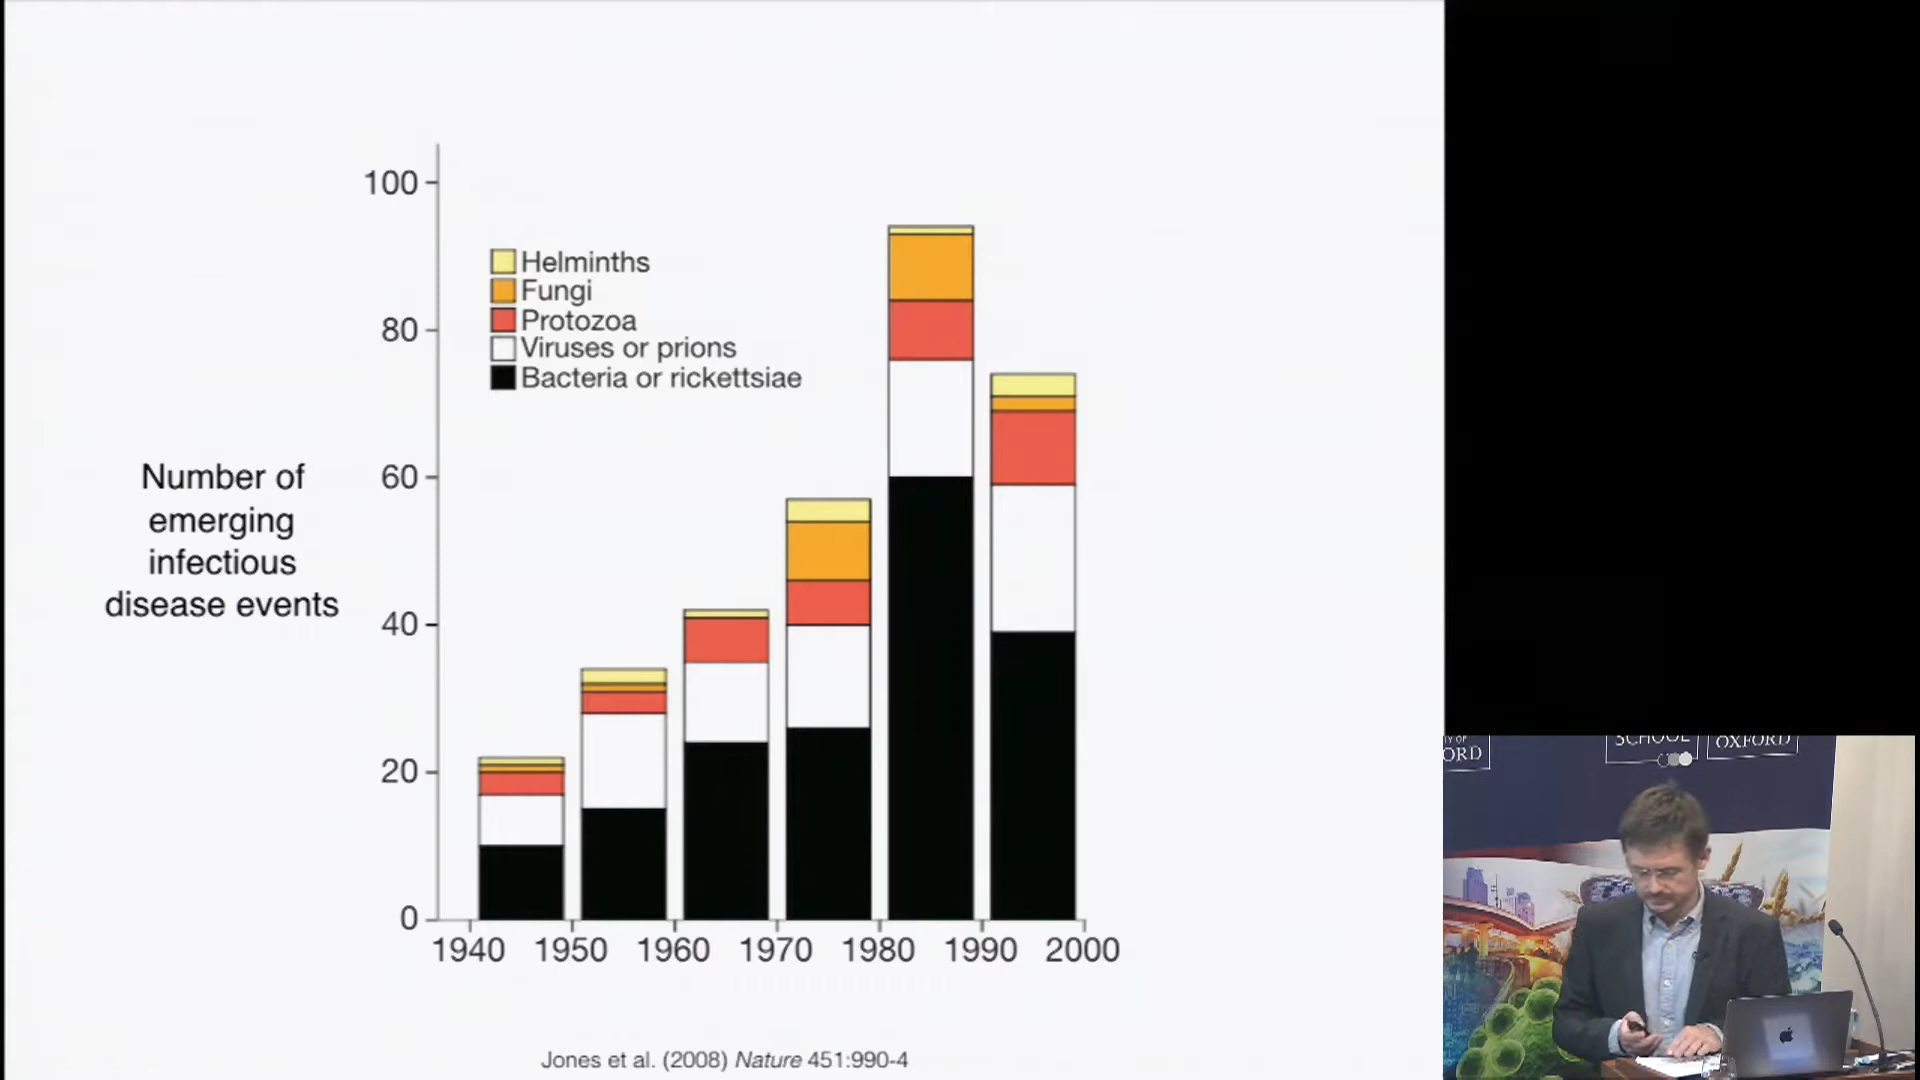 100
80
60
40
20
0
Helminths
Fungi
Protozoa
Viruses or prions
Bacteria or rickettsiae
Number of
emerging
infectious
disease events
1940 1950 1960 1970 1980 1990 2000
Jones et al. (2008) Nature 451:990-4
SCHOOL
OXFORD